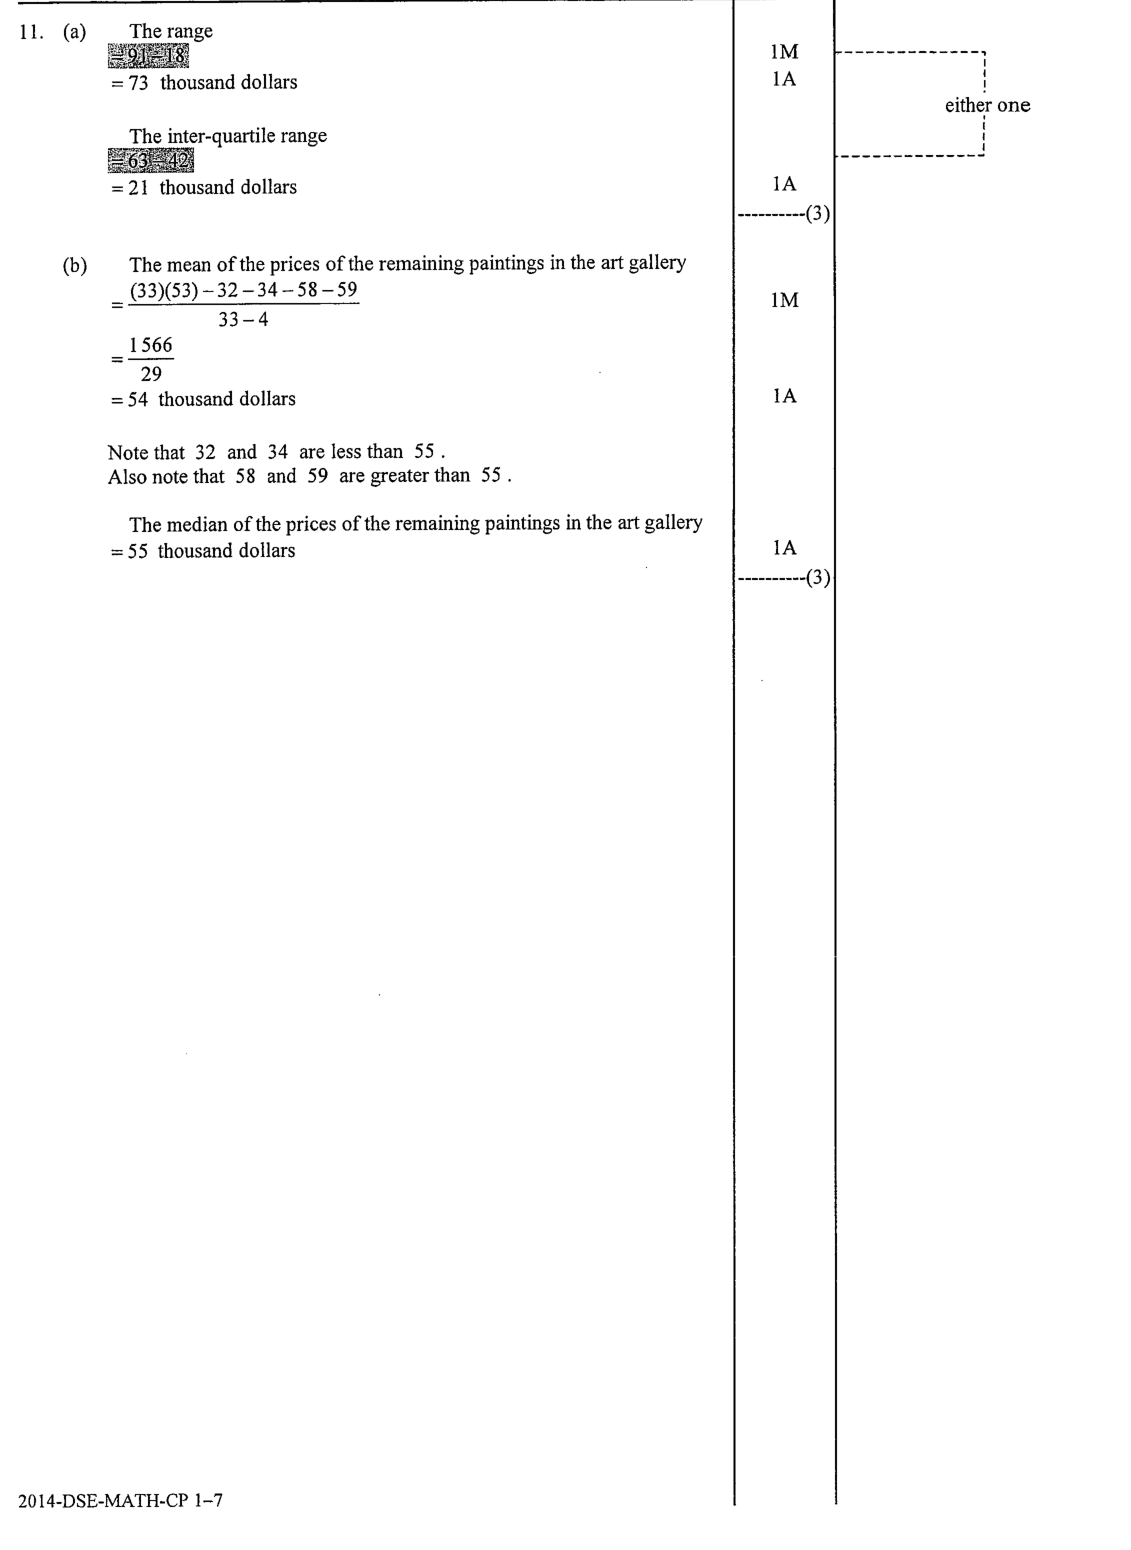 11. (a) The range
= 91 – 18 1M
= 73 thousand dollars 1A
either one
The inter-quartile range
= 63 – 42
= 21 thousand dollars 1A
----------(3)
(b) The mean of the prices of the remaining paintings in the art gallery
= \frac{(33)(53) – 32 – 34 – 58 – 59}{33 – 4} 1M
= \frac{1566}{29}
= 54 thousand dollars 1A
Note that 32 and 34 are less than 55 .
Also note that 58 and 59 are greater than 55 .
The median of the prices of the remaining paintings in the art gallery
= 55 thousand dollars 1A
----------(3)
2014-DSE-MATH-CP 1–7